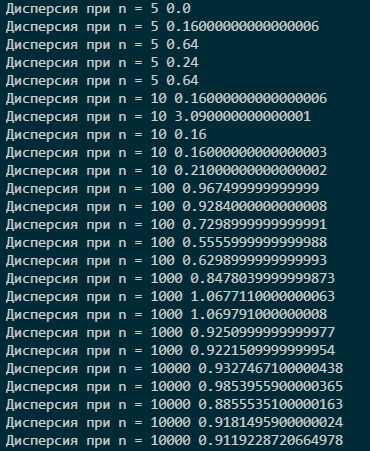 Дисперсия при n = 5 0.0
Дисперсия при n = 5 0.16000000000000006
Дисперсия при n = 5 0.64
Дисперсия при n = 5 0.24
Дисперсия при n = 5 0.64
Дисперсия при n = 10 0.16000000000000006
Дисперсия при n = 10 3.090000000000001
Дисперсия при n = 10 0.16
Дисперсия при n = 10 0.16000000000000003
Дисперсия при n = 10 0.21000000000000002
Дисперсия при n = 100 0.967499999999999
Дисперсия при n = 100 0.9284000000000008
Дисперсия при n = 100 0.7298999999999991
Дисперсия при n = 100 0.5555999999999988
Дисперсия при n = 100 0.6298999999999993
Дисперсия при n = 1000 0.8478039999999873
Дисперсия при n = 1000 1.0677110000000063
Дисперсия при n = 1000 1.069791000000008
Дисперсия при n = 1000 0.9250999999999977
Дисперсия при n = 1000 0.9221509999999954
Дисперсия при n = 10000 0.9327467100000438
Дисперсия при n = 10000 0.9853955900000365
Дисперсия при n = 10000 0.8855535100000163
Дисперсия при n = 10000 0.9181495900000024
Дисперсия при n = 10000 0.9119228720664978